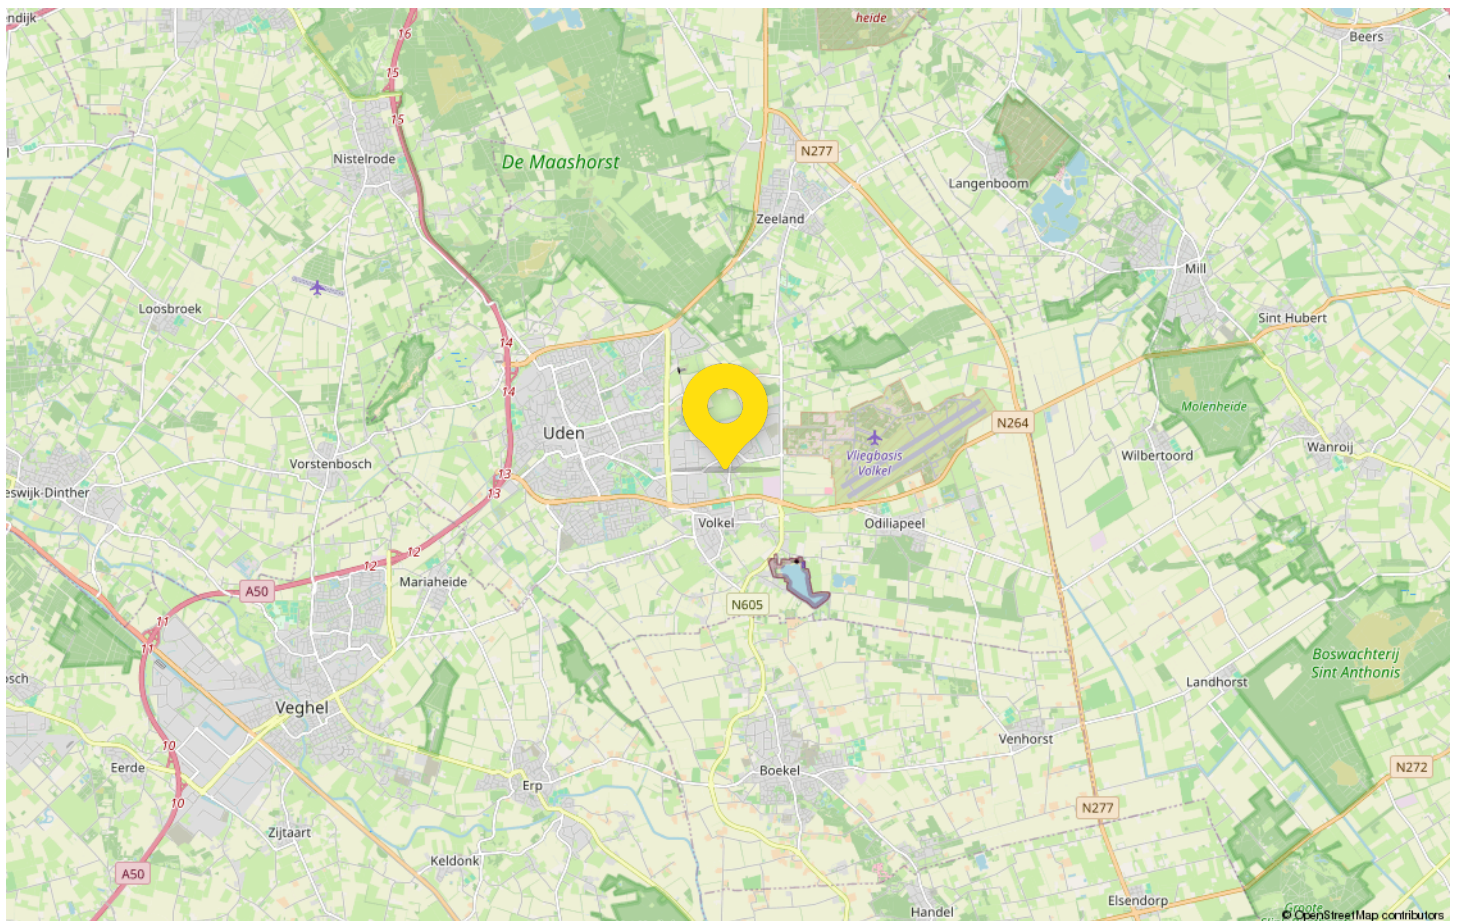 ndijk
16
heide
Beers
15
15
N277
Nistelrode
De Maashorst
Langenboom
Zeeland
Mill
Loosbroek
Sint Hubert
14
14
Molenheide
N264
Uden
Wanroij
Vliegbasis
Volkel
Wilbertoord
Vorstenbosch
13
13
eswijk-Dinther
Volkel
Odiliapeel
12
12
Mariaheide
A50
N605
11
11
Boswachterij
Sint Anthonis
osch
Landhorst
Veghel
Venhorst
10
Eerde
Boekel
N272
Erp
10
N277
Zijtaart
Keldonk
A50
Elsendorp
Handel
Groote
© OpenStreetMap contributors